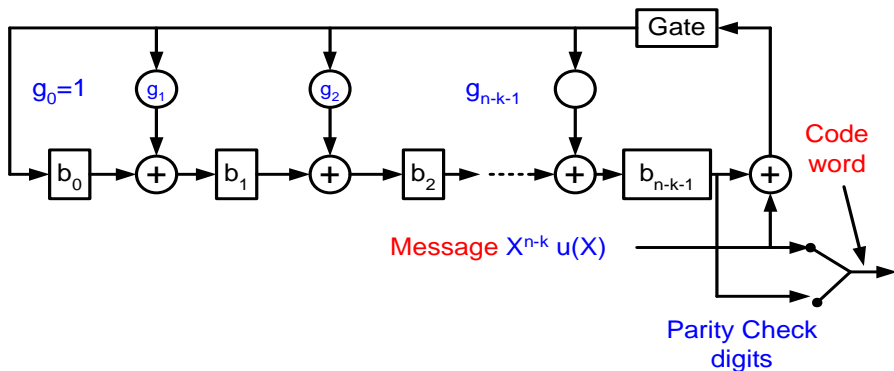 Gate
g₀=1
g₁
g₂
gₙ₋ₖ₋₁
b₀
+
b₁
+
b₂
+
bₙ₋ₖ₋₁
+
Code
word
Message Xⁿ⁻ᵏ u(X)
Parity Check
digits